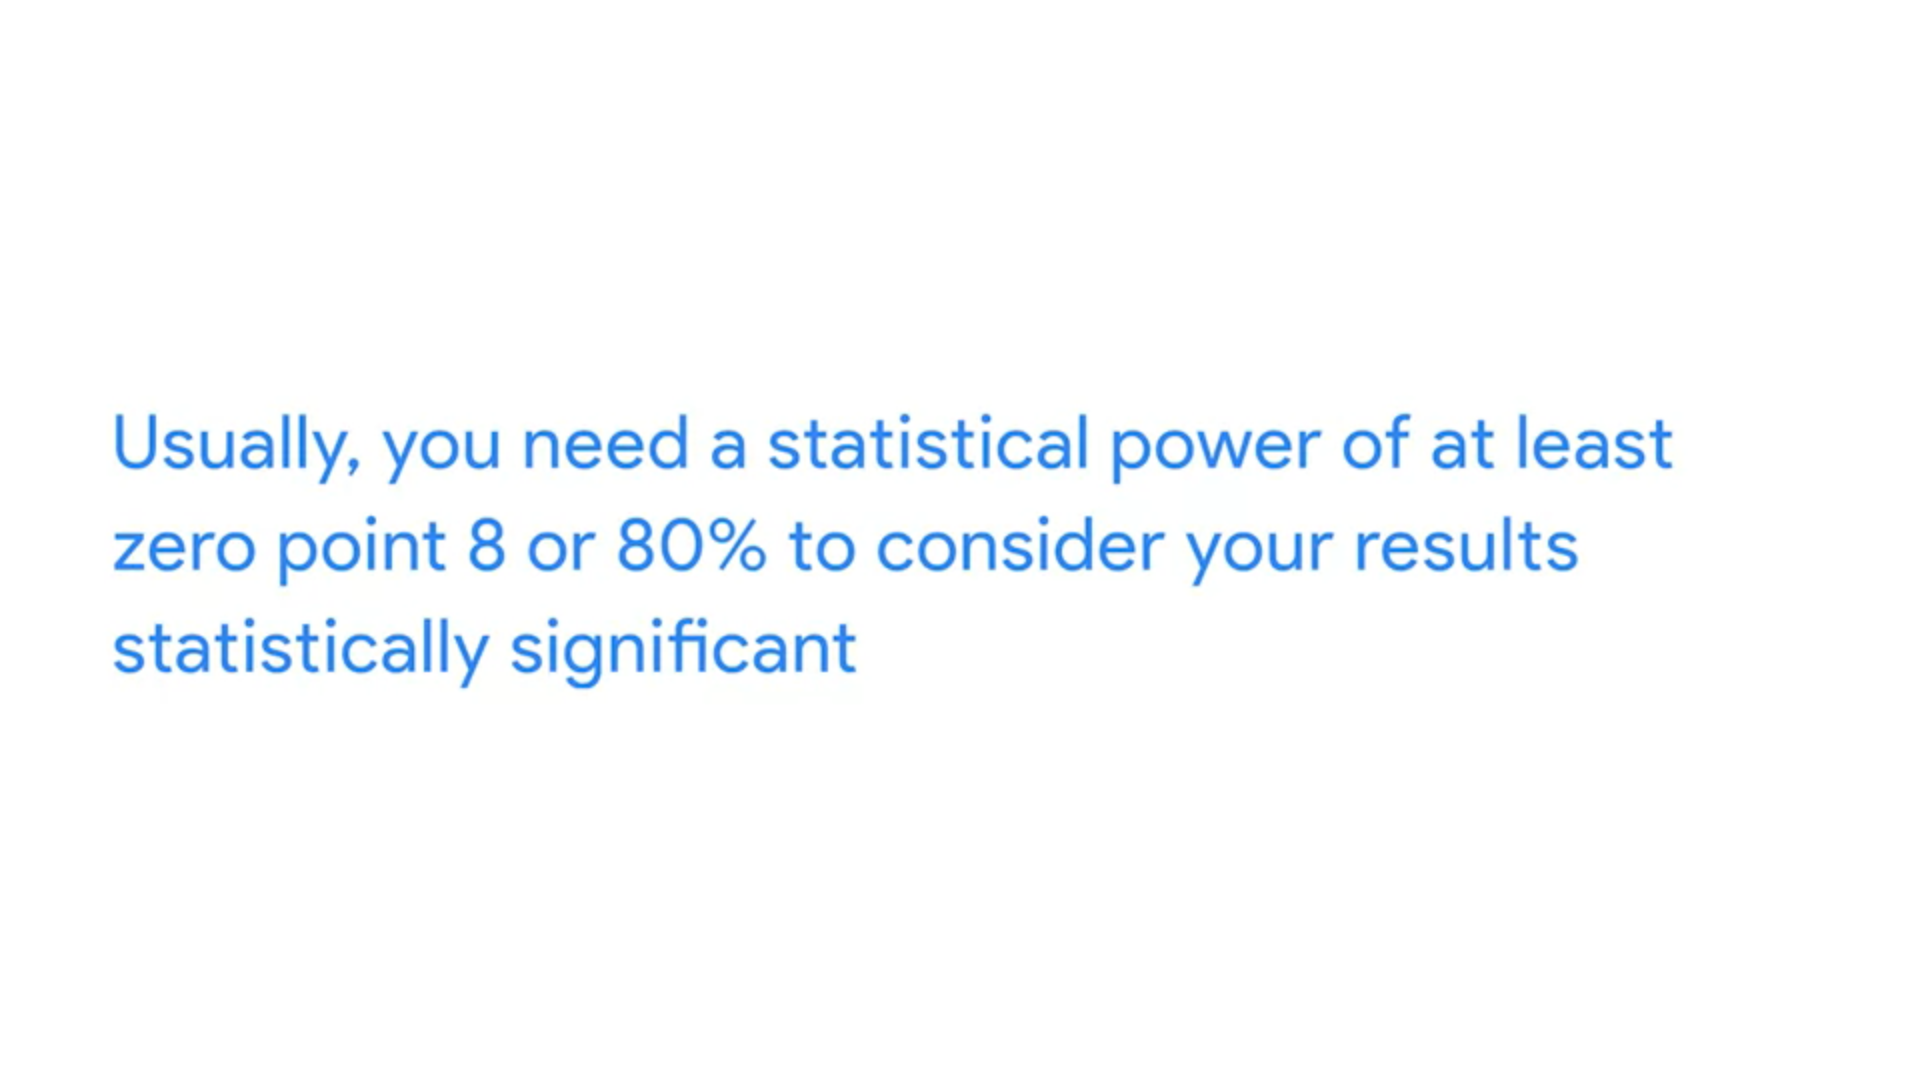 Usually, you need a statistical power of at least
zero point 8 or 80% to consider your results
statistically significant